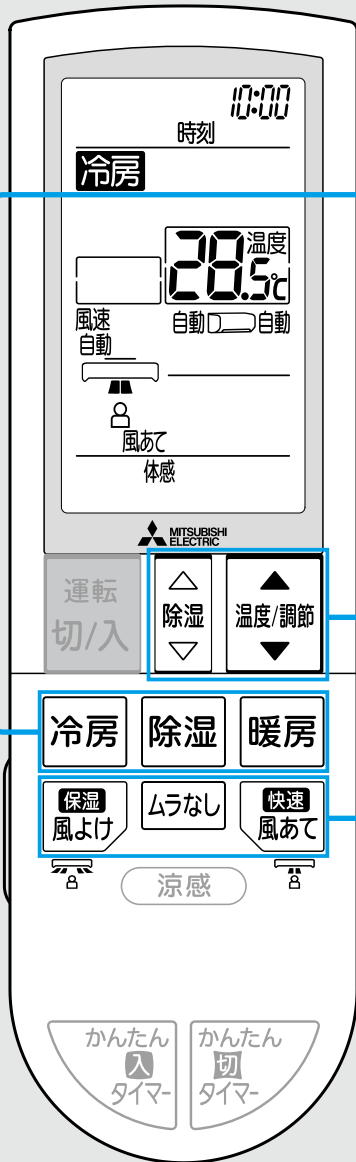 10:00
時刻
冷房
温度
28.5℃
風速
自動
自動 自動
風あて
体感
MITSUBISHI
ELECTRIC
運転
切/入
△
除湿
▽
▲
温度/調節
▼
冷房 除湿 暖房
保湿
風よけ
ムラなし
快速
風あて
涼感
かんたん
入
タイマー
かんたん
切
タイマー